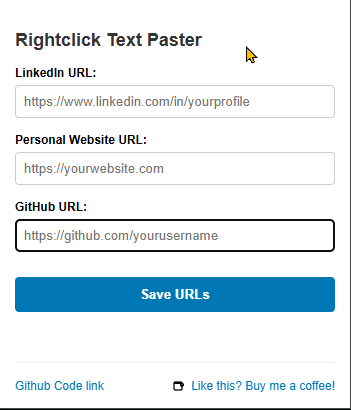 Rightclick Text Paster
LinkedIn URL:
https://www.linkedin.com/in/yourprofile
Personal Website URL:
https://yourwebsite.com
GitHub URL:
https://github.com/yourusername
Save URLs
Github Code link
Like this? Buy me a coffee!